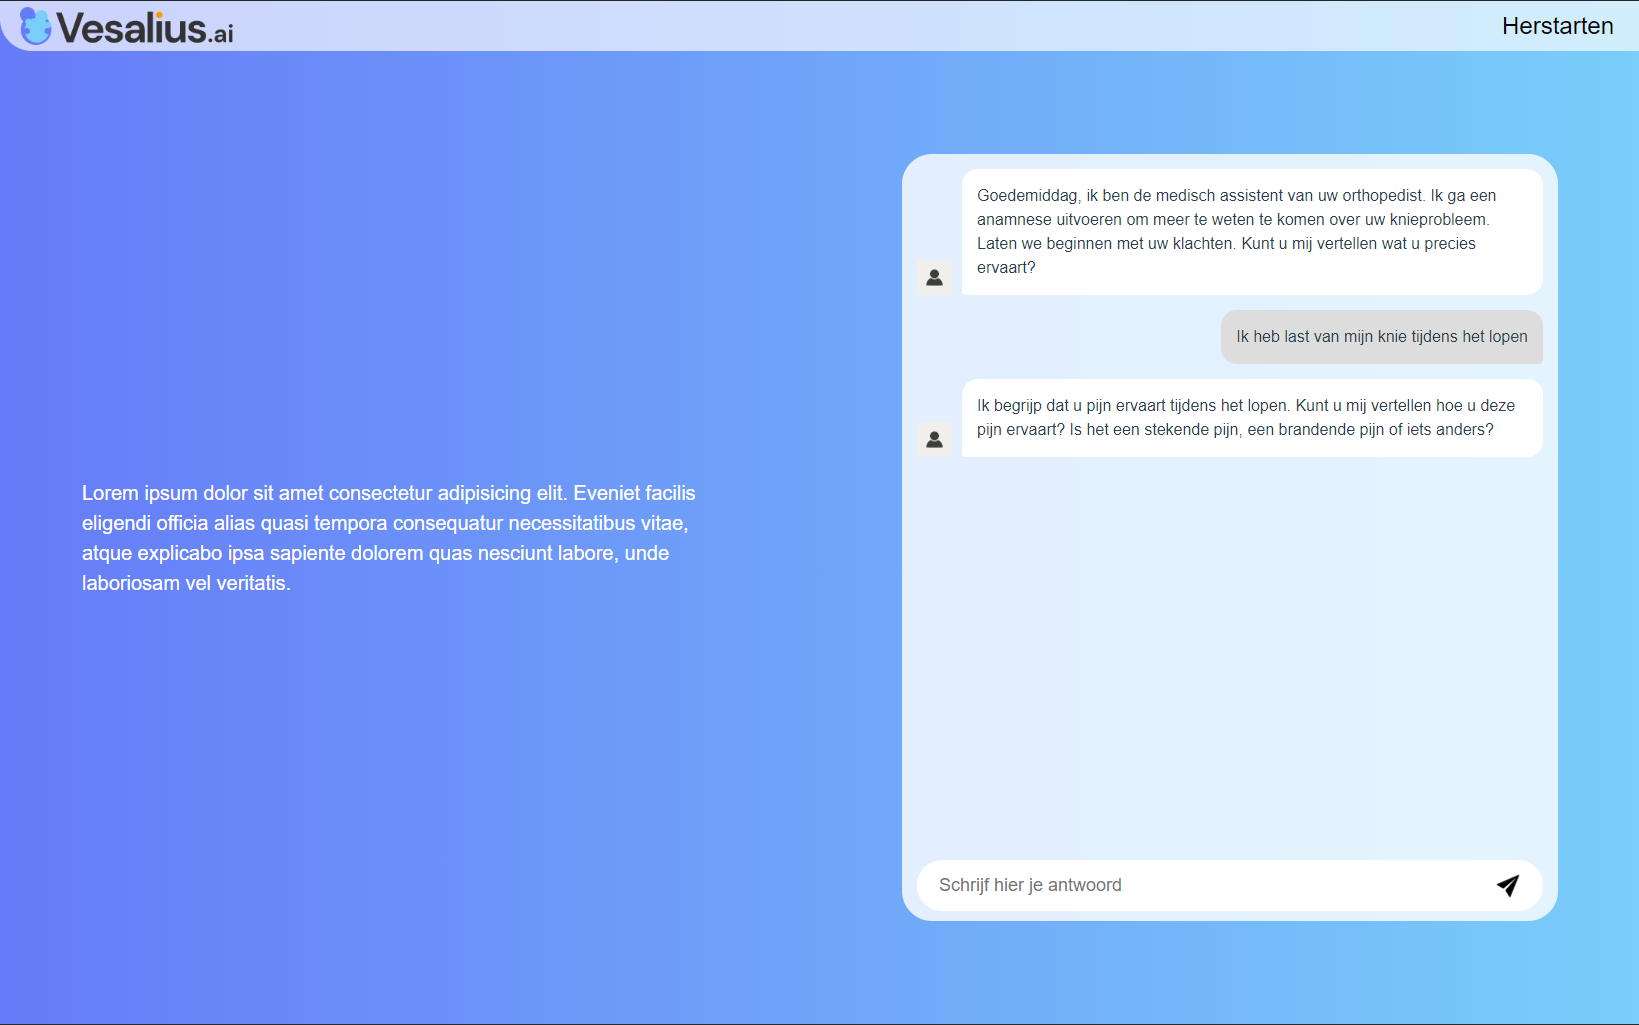 Vesalius.ai
Herstarten
Goedemiddag, ik ben de medisch assistent van uw orthopedist. Ik ga een
anamnese uitvoeren om meer te weten te komen over uw knieprobleem.
Laten we beginnen met uw klachten. Kunt u mij vertellen wat u precies
ervaart?
Ik heb last van mijn knie tijdens het lopen
Ik begrijp dat u pijn ervaart tijdens het lopen. Kunt u mij vertellen hoe u deze
pijn ervaart? Is het een stekende pijn, een brandende pijn of iets anders?
Lorem ipsum dolor sit amet consectetur adipisicing elit. Eveniet facilis
eligendi officia alias quasi tempora consequatur necessitatibus vitae,
atque explicabo ipsa sapiente dolorem quas nesciunt labore, unde
laboriosam vel veritatis.
Schrijf hier je antwoord